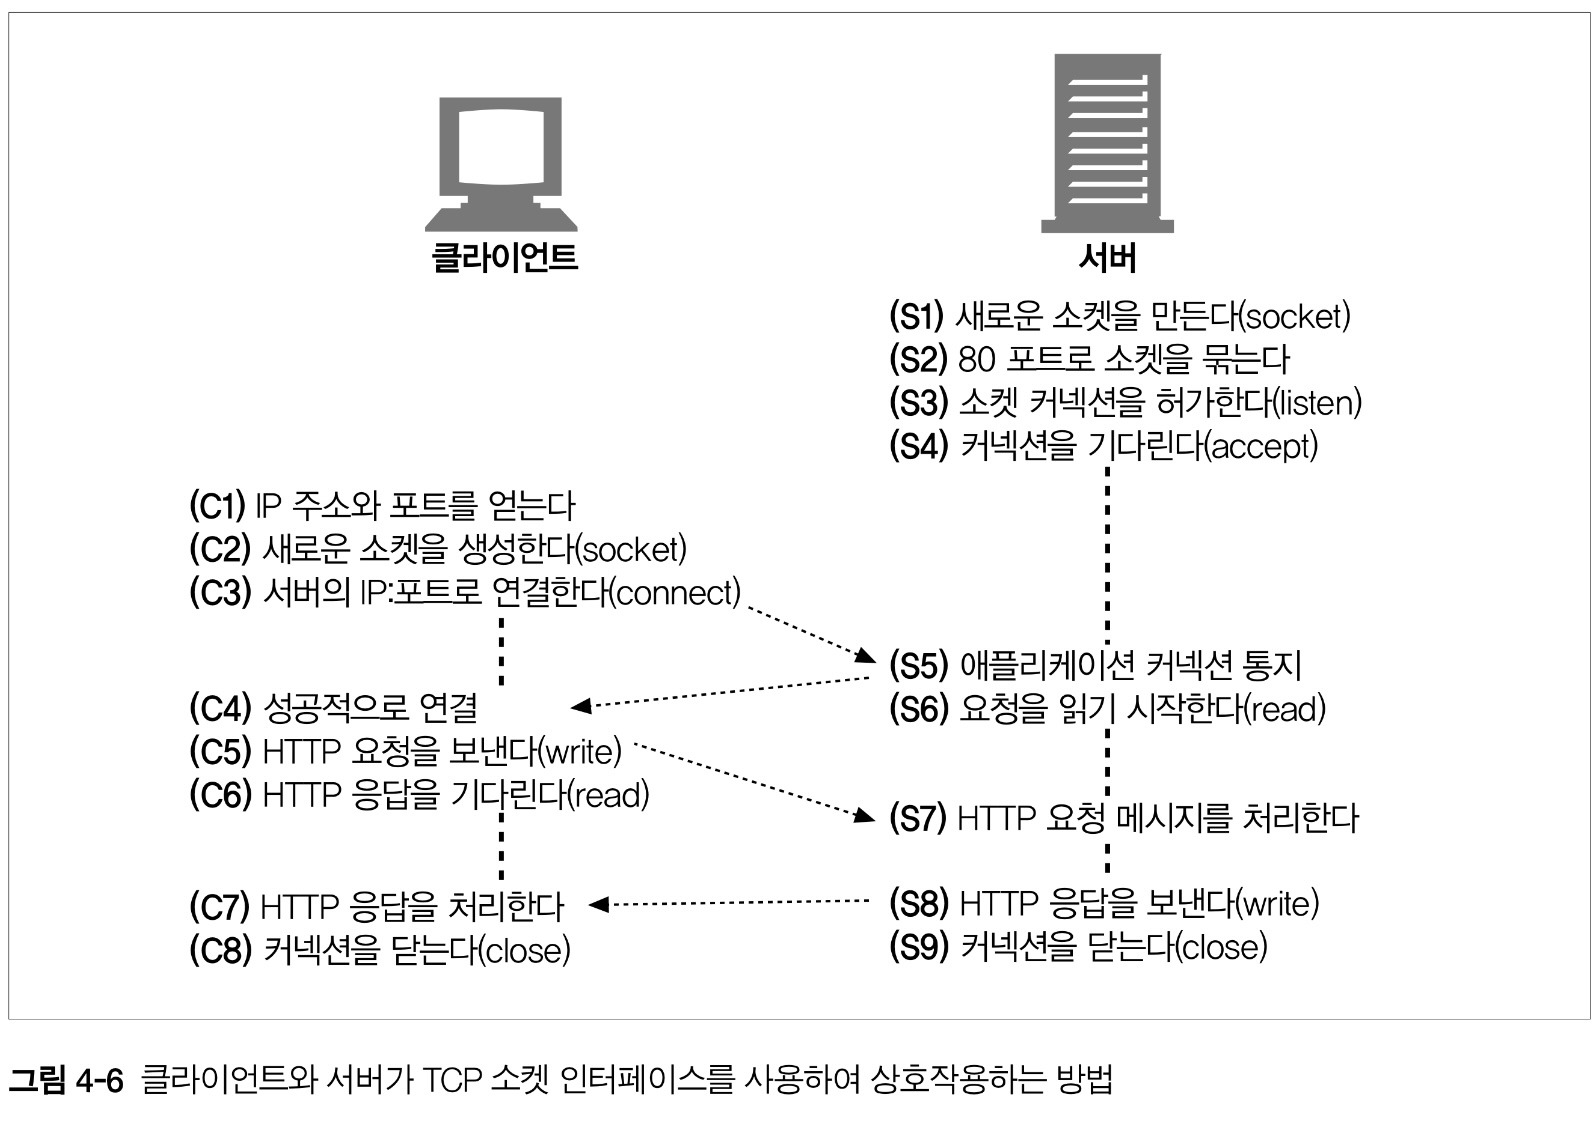 클라이언트
서버
(S1) 새로운 소켓을 만든다(socket)
(S2) 80 포트로 소켓을 묶는다
(S3) 소켓 커넥션을 허가한다(listen)
(S4) 커넥션을 기다린다(accept)
(C1) IP 주소와 포트를 얻는다
(C2) 새로운 소켓을 생성한다(socket)
(C3) 서버의 IP:포트로 연결한다(connect)
(S5) 애플리케이션 커넥션 통지
(S6) 요청을 읽기 시작한다(read)
(C4) 성공적으로 연결
(C5) HTTP 요청을 보낸다(write)
(C6) HTTP 응답을 기다린다(read)
(S7) HTTP 요청 메시지를 처리한다
(S8) HTTP 응답을 보낸다(write)
(S9) 커넥션을 닫는다(close)
(C7) HTTP 응답을 처리한다
(C8) 커넥션을 닫는다(close)
그림 4-6 클라이언트와 서버가 TCP 소켓 인터페이스를 사용하여 상호작용하는 방법